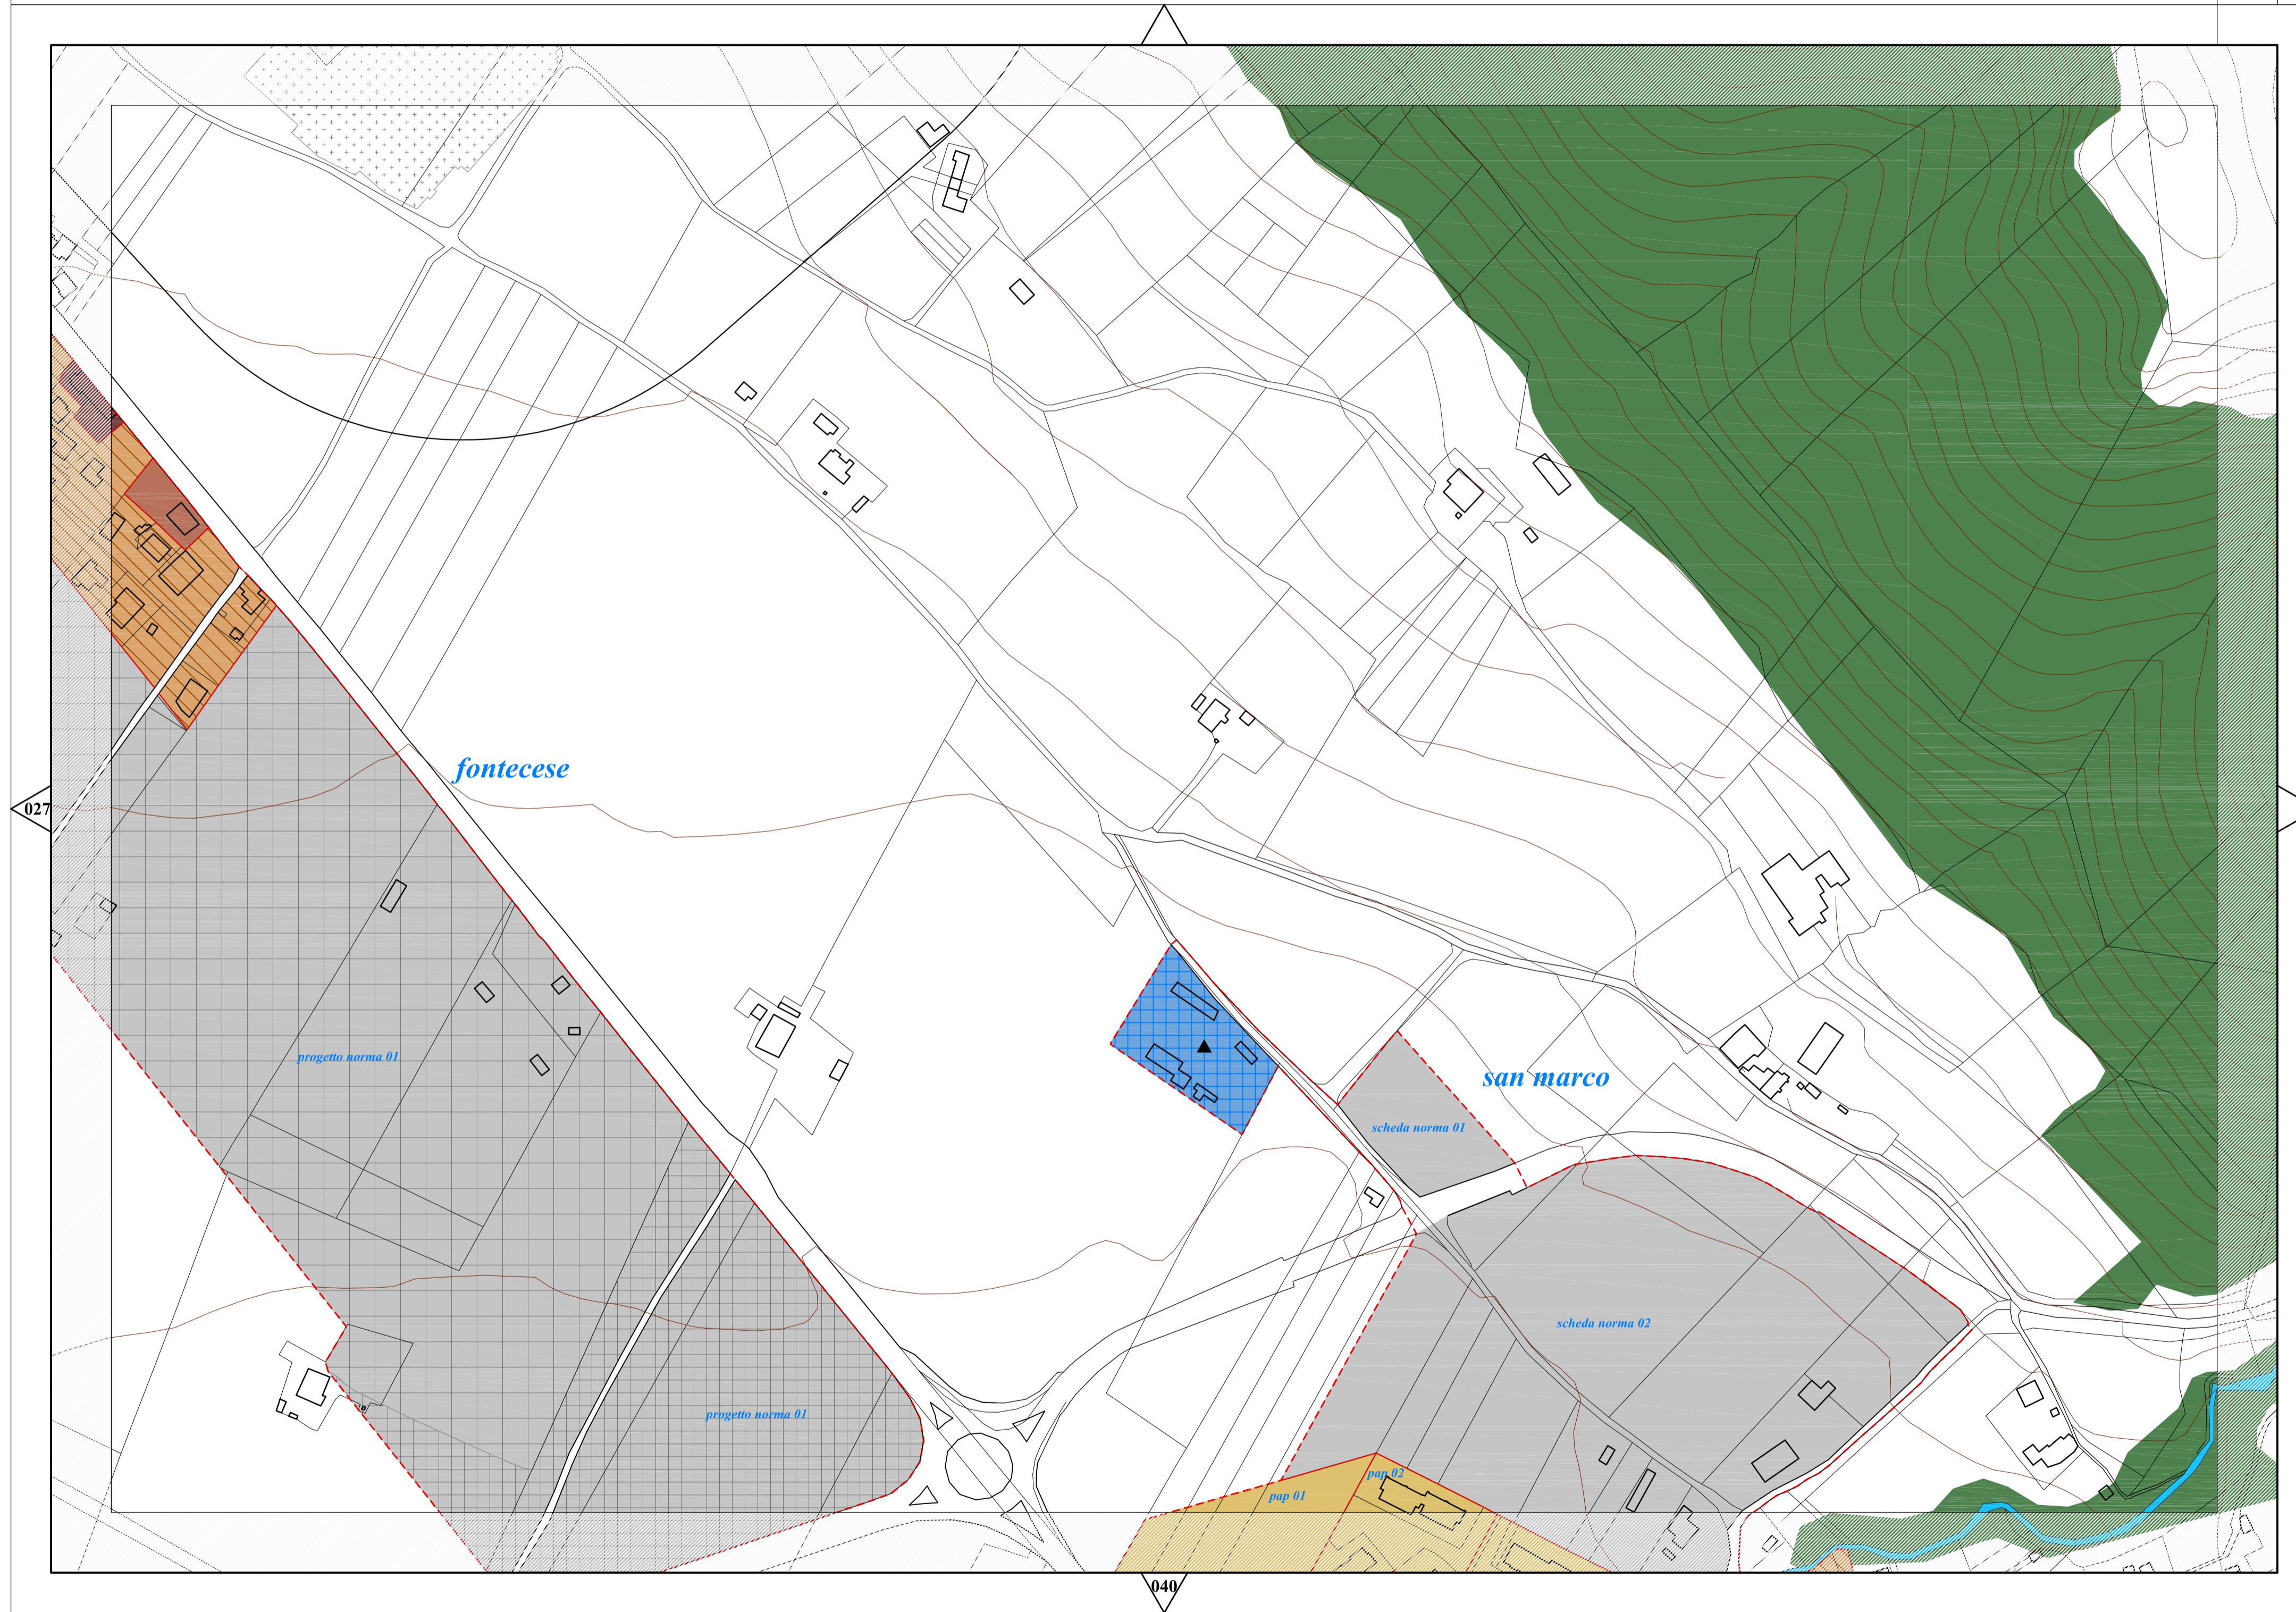 fontecese
027
progetto norma 01
san marco
scheda norma 01
scheda norma 02
progetto norma 01
pap 02
pap 01
040